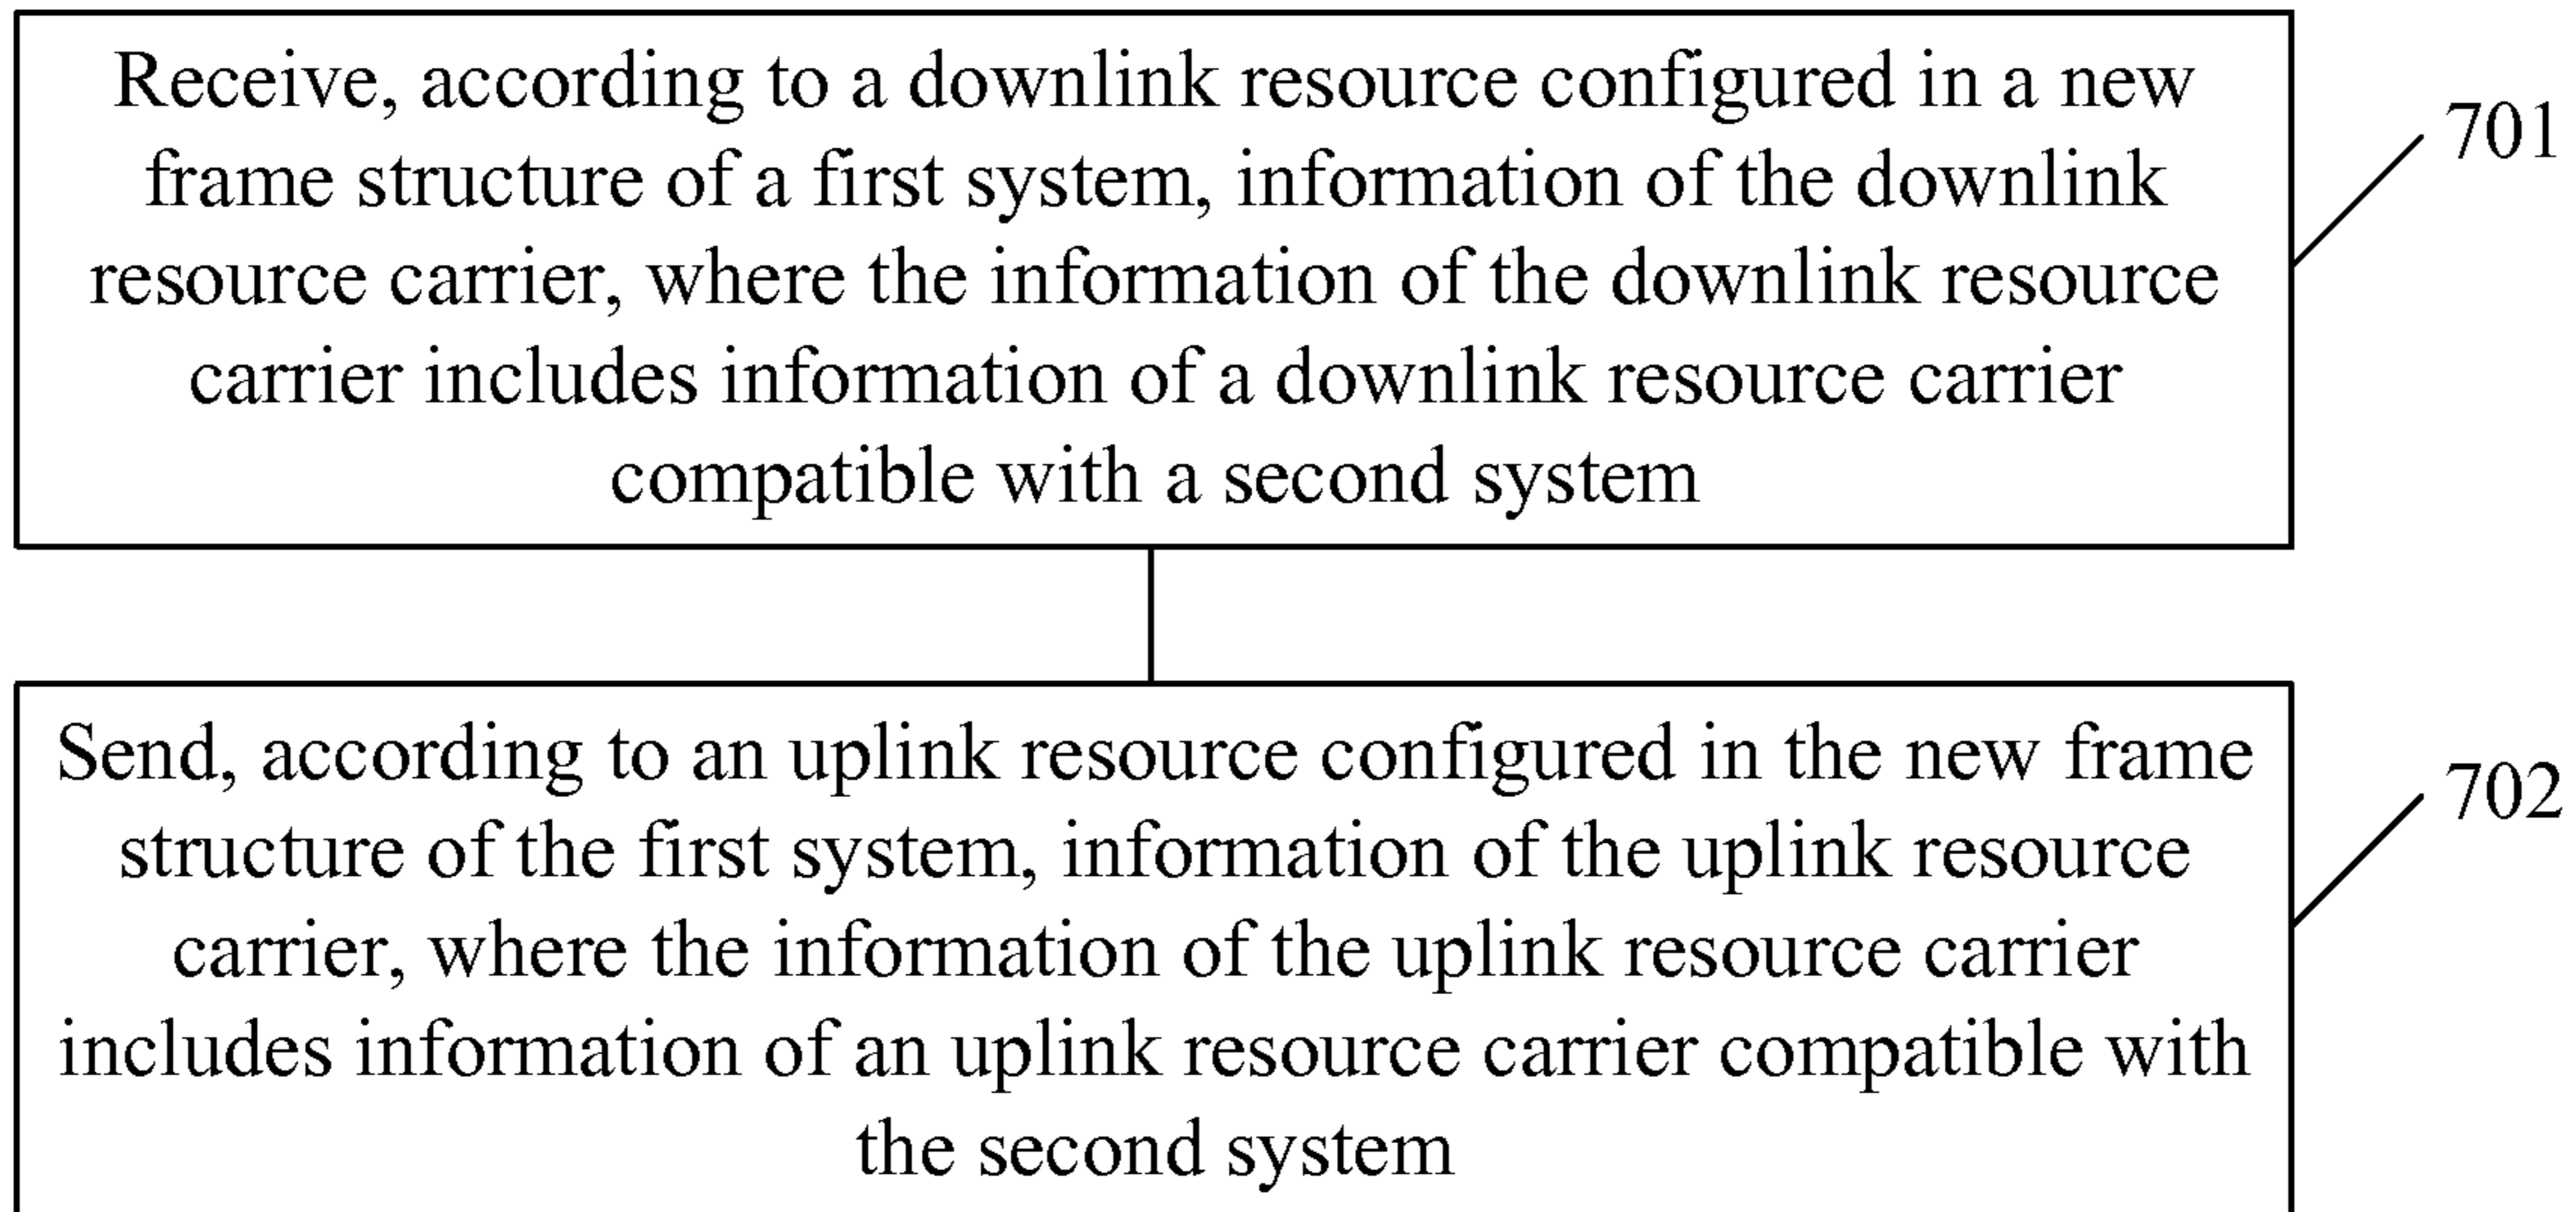 Receive, according to a downlink resource configured in a new
frame structure of a first system, information of the downlink
resource carrier, where the information of the downlink resource
carrier includes information of a downlink resource carrier
compatible with a second system
701
Send, according to an uplink resource configured in the new frame
structure of the first system, information of the uplink resource
carrier, where the information of the uplink resource carrier
includes information of an uplink resource carrier compatible with
the second system
702